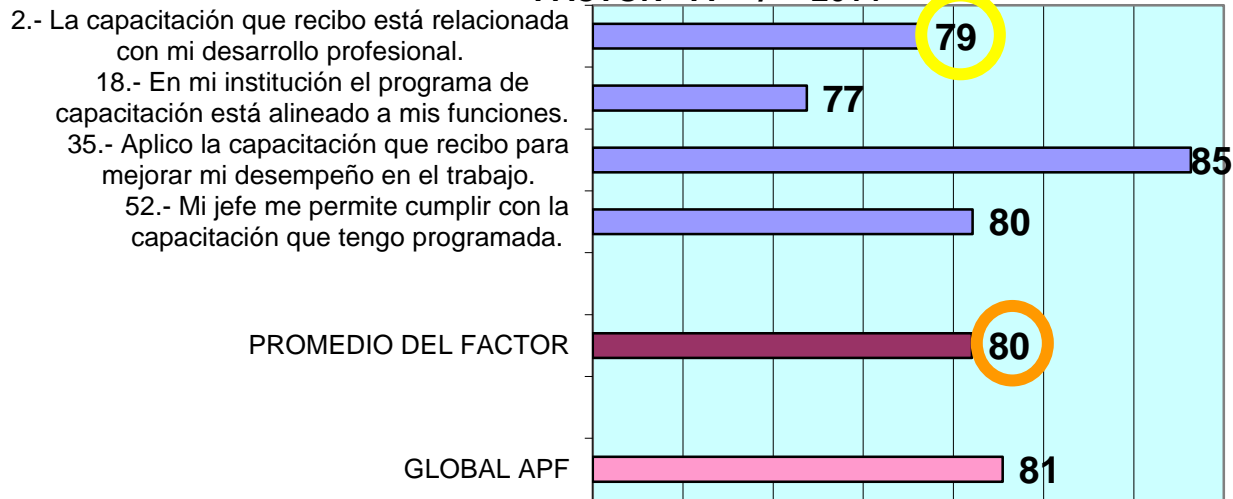 2.- La capacitación que recibo está relacionada
con mi desarrollo profesional.
79
18.- En mi institución el programa de
capacitación está alineado a mis funciones.
77
35.- Aplico la capacitación que recibo para
mejorar mi desempeño en el trabajo.
85
52.- Mi jefe me permite cumplir con la
capacitación que tengo programada.
80
PROMEDIO DEL FACTOR
80
GLOBAL APF
81